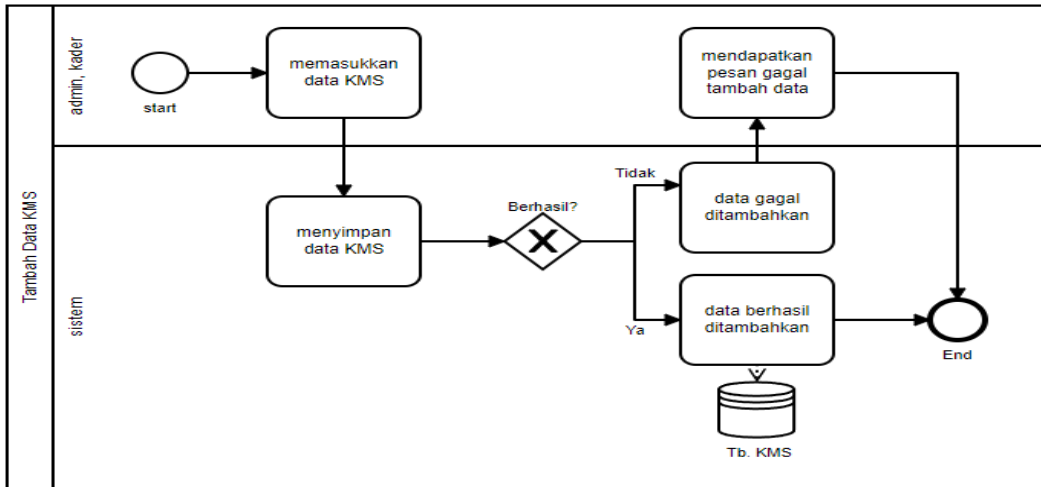 Tambah Data KMS
admin, kader
start
memasukkan
data KMS
mendapatkan
pesan gagal
tambah data
sistem
menyimpan
data KMS
Berhasil?
Tidak
data gagal
ditambahkan
Ya
data berhasil
ditambahkan
End
Tb. KMS